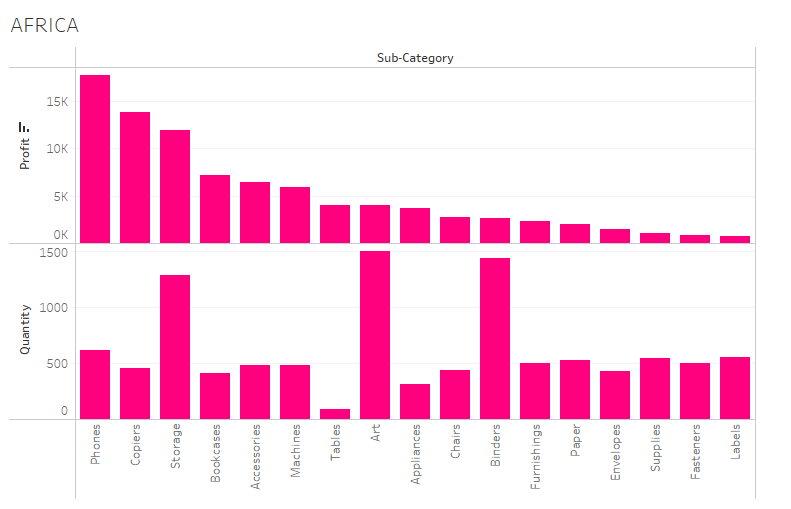 AFRICA
Sub-Category
Profit
15K
10K
5K
0K
Quantity
1500
1000
500
0
Phones
Copiers
Storage
Bookcases
Accessories
Machines
Tables
Art
Appliances
Chairs
Binders
Furnishings
Paper
Envelopes
Supplies
Fasteners
Labels